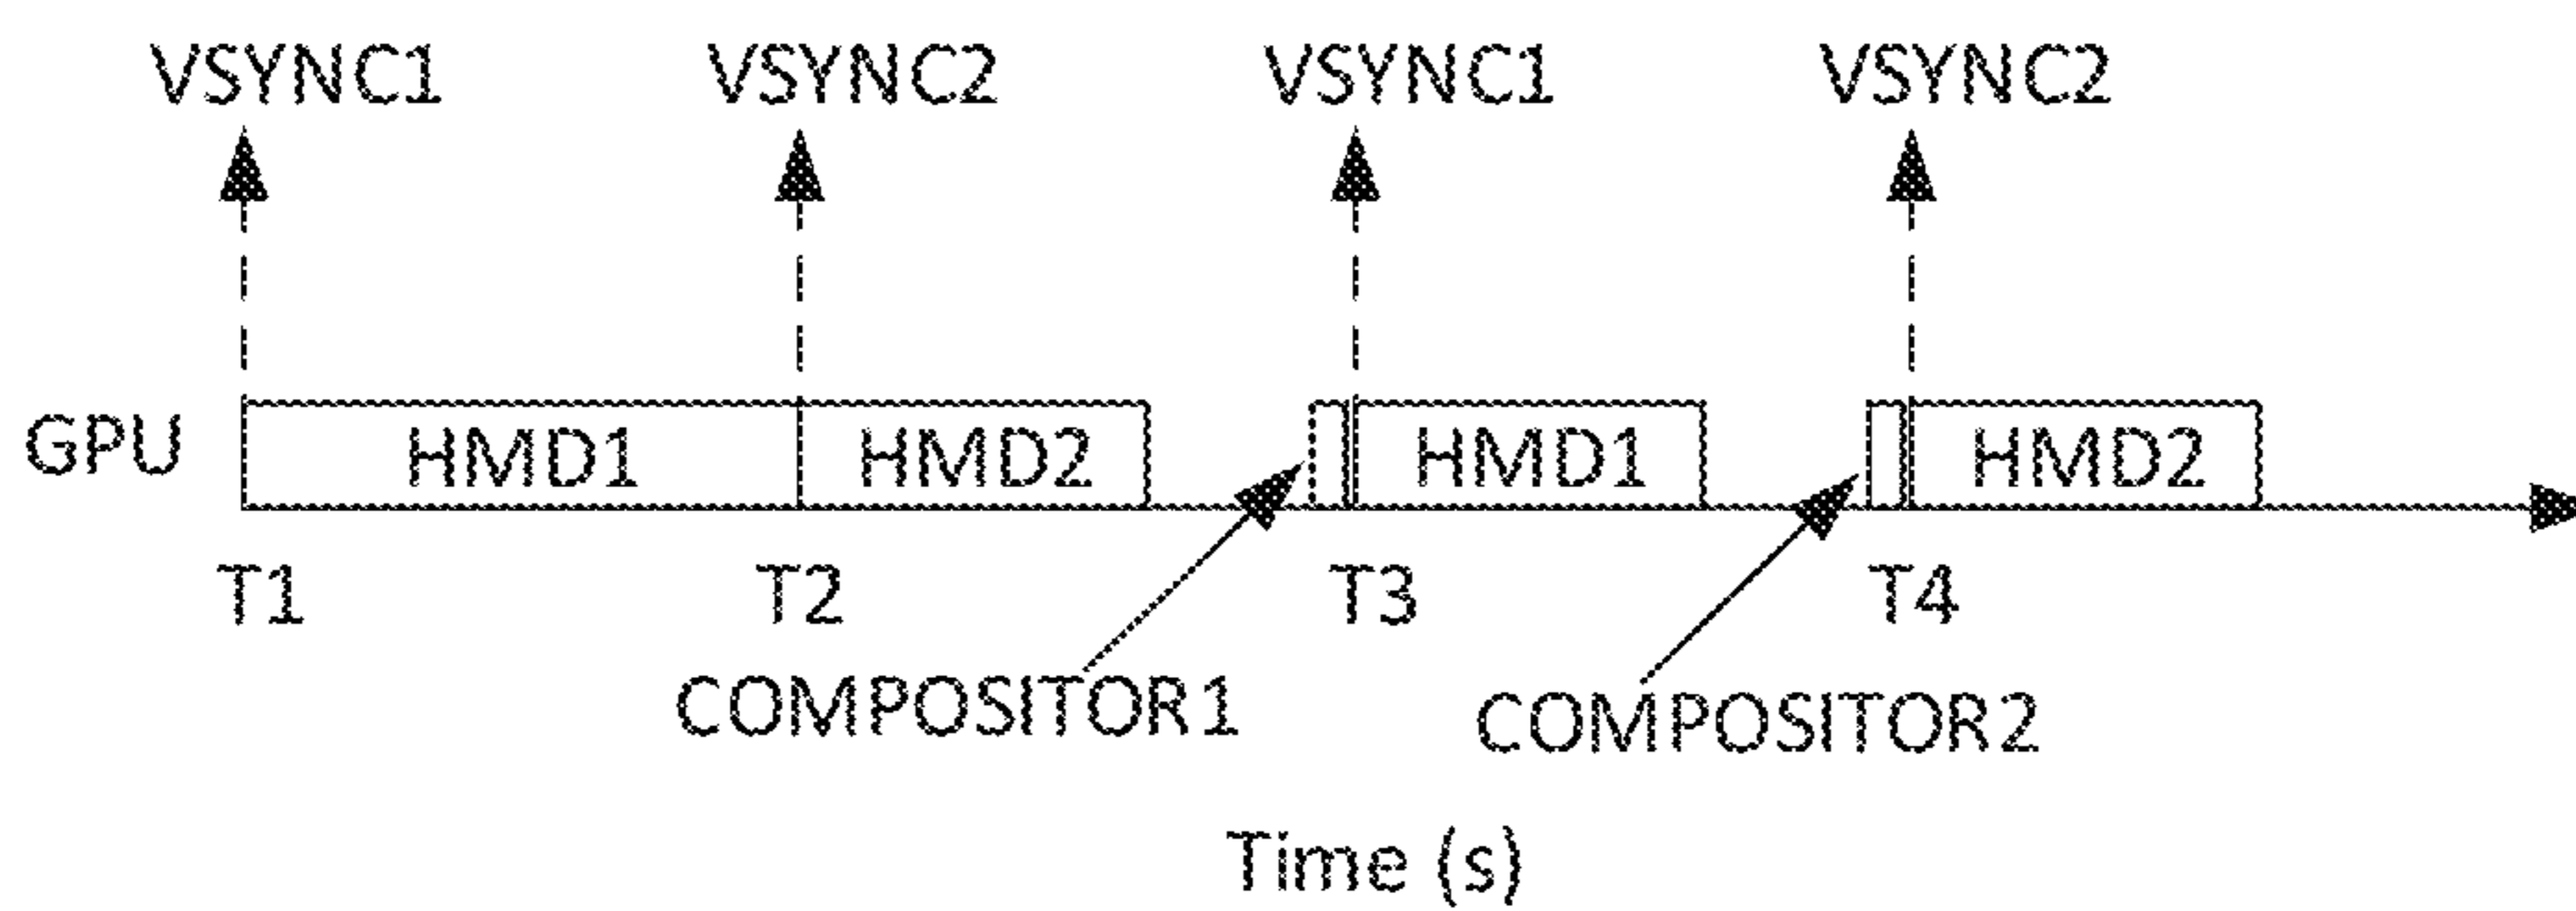 VSYNC1 VSYNC2 VSYNC1 VSYNC2
GPU HMD1 HMD2 HMD1 HMD2
T1 T2 T3 T4
COMPOSITOR1 COMPOSITOR2
Time (s)